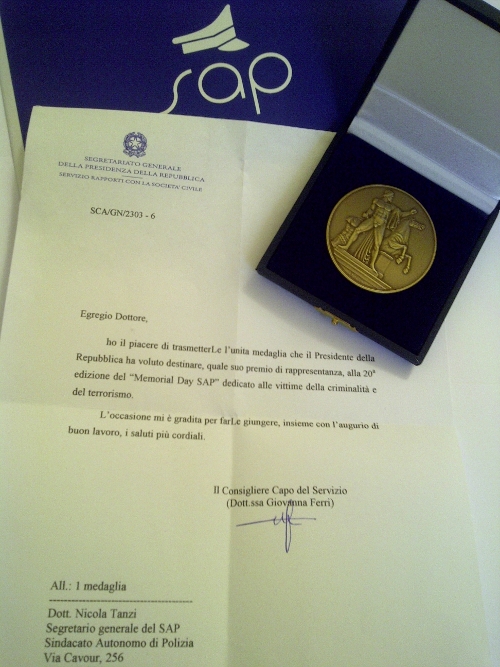 sap
SEGRETARIATO GENERALE
DELLA PRESIDENZA DELLA REPUBBLICA
SERVIZIO RAPPORTI CON LA SOCIETA' CIVILE
SCA/GN/2303 - 6
Egregio Dottore,
ho il piacere di trasmetterLe l'unita medaglia che il Presidente della
Repubblica ha voluto destinare, quale suo premio di rappresentanza, alla 20ª
edizione del "Memorial Day SAP" dedicato alle vittime della criminalità e
del terrorismo.
L'occasione mi è gradita per farLe giungere, insieme con l'augurio di
buon lavoro, i saluti più cordiali.
Il Consigliere Capo del Servizio
(Dott.ssa Giovanna Ferri)
All.: 1 medaglia
Dott. Nicola Tanzi
Segretario generale del SAP
Sindacato Autonomo di Polizia
Via Cavour, 256